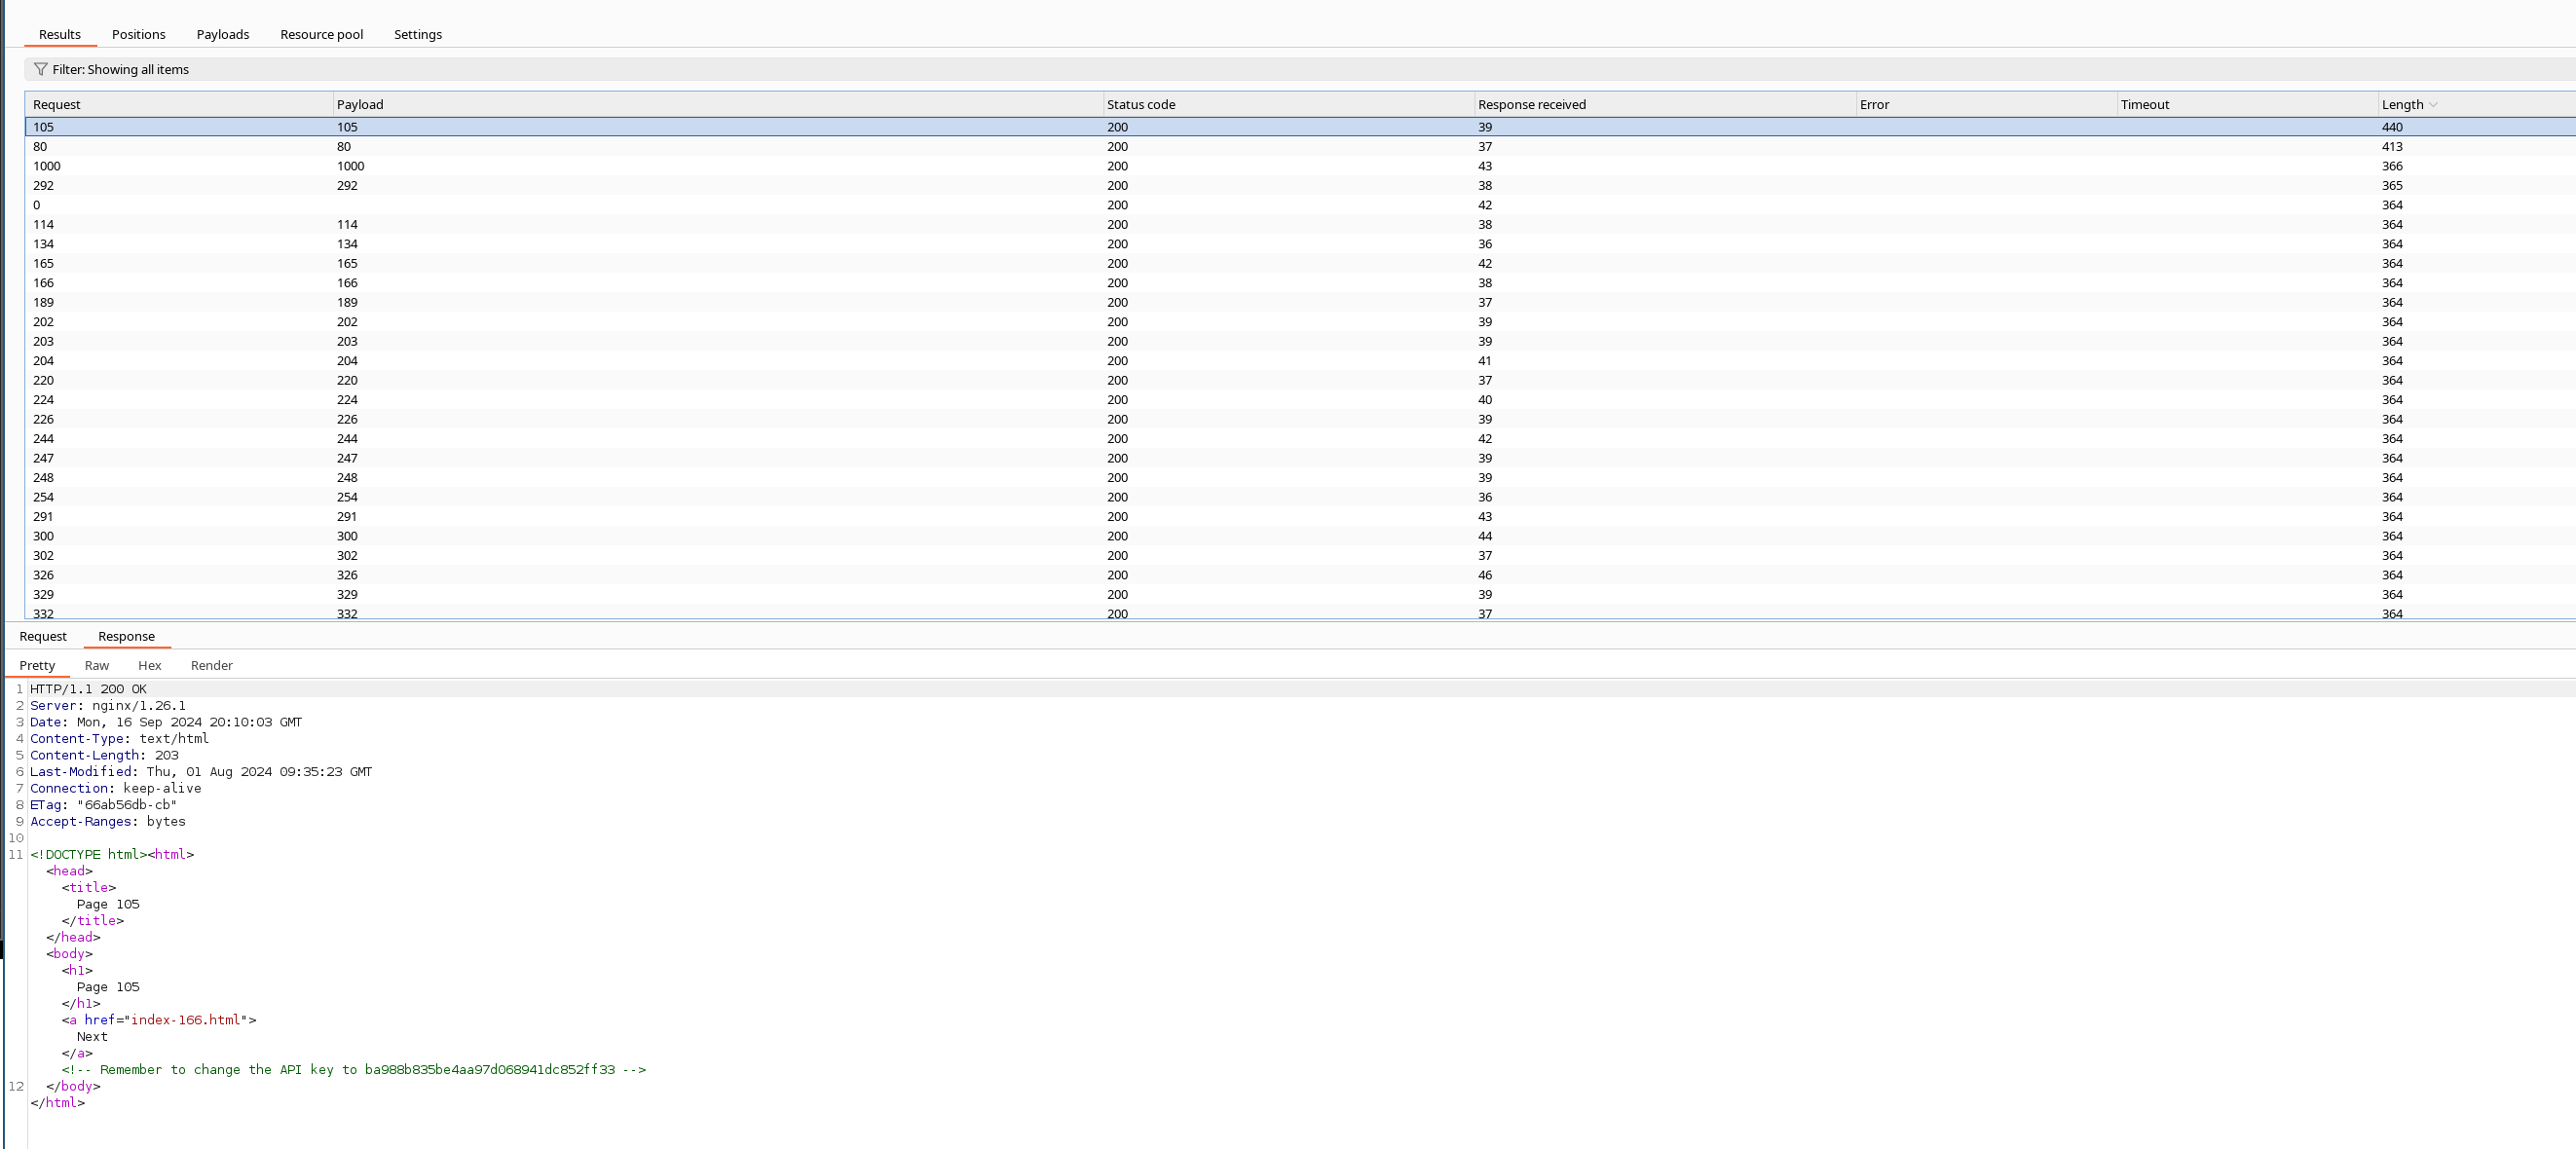 Results Positions Payloads Resource pool Settings
Filter: Showing all items
Request Payload Status code Response received Error Timeout Length
105 105 200 39 440
80 80 200 37 413
1000 1000 200 43 366
292 292 200 38 365
0 200 42 364
114 114 200 38 364
134 134 200 36 364
165 165 200 42 364
166 166 200 38 364
189 189 200 37 364
202 202 200 39 364
203 203 200 39 364
204 204 200 41 364
220 220 200 37 364
224 224 200 40 364
226 226 200 39 364
244 244 200 42 364
247 247 200 39 364
248 248 200 39 364
254 254 200 36 364
291 291 200 43 364
300 300 200 44 364
302 302 200 37 364
326 326 200 46 364
329 329 200 39 364
332 332 200 37 364
Request Response
Pretty Raw Hex Render
1 HTTP/1.1 200 OK
2 Server: nginx/1.26.1
3 Date: Mon, 16 Sep 2024 20:10:03 GMT
4 Content-Type: text/html
5 Content-Length: 203
6 Last-Modified: Thu, 01 Aug 2024 09:35:23 GMT
7 Connection: keep-alive
8 ETag: "66ab56db-cb"
9 Accept-Ranges: bytes
10
11 <!DOCTYPE html><html>
<head>
<title>
Page 105
</title>
</head>
<body>
<h1>
Page 105
</h1>
<a href="index-166.html">
Next
</a>
<!-- Remember to change the API key to ba988b835be4aa97d068941dc852ff33 -->
12 </body>
</html>